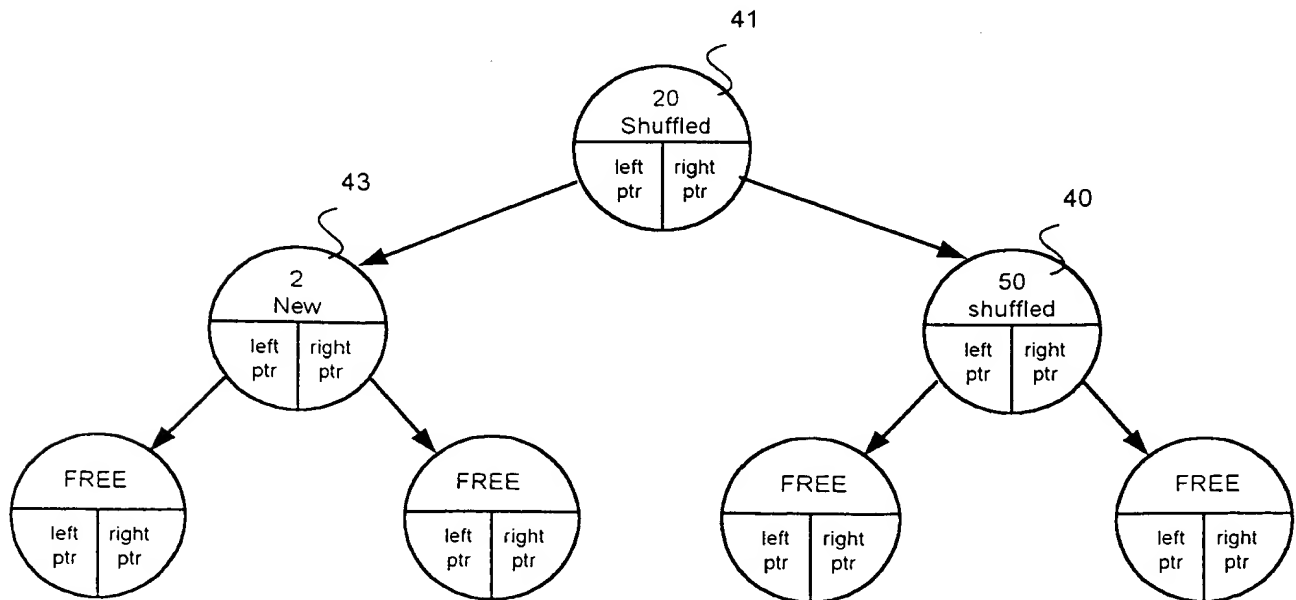 41
20
Shuffled
left right
ptr ptr
43
2
New
left right
ptr ptr
40
50
shuffled
left right
ptr ptr
FREE
left right
ptr ptr
FREE
left right
ptr ptr
FREE
left right
ptr ptr
FREE
left right
ptr ptr